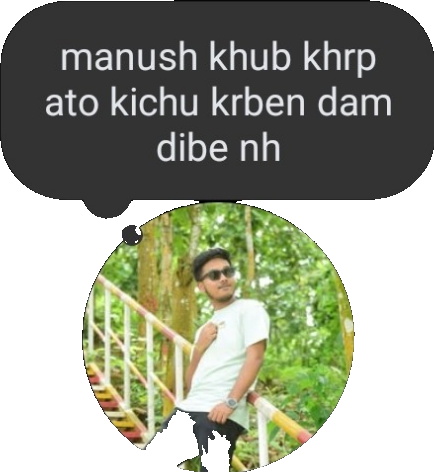 manush khub khrp
ato kichu krben dam
dibe nh